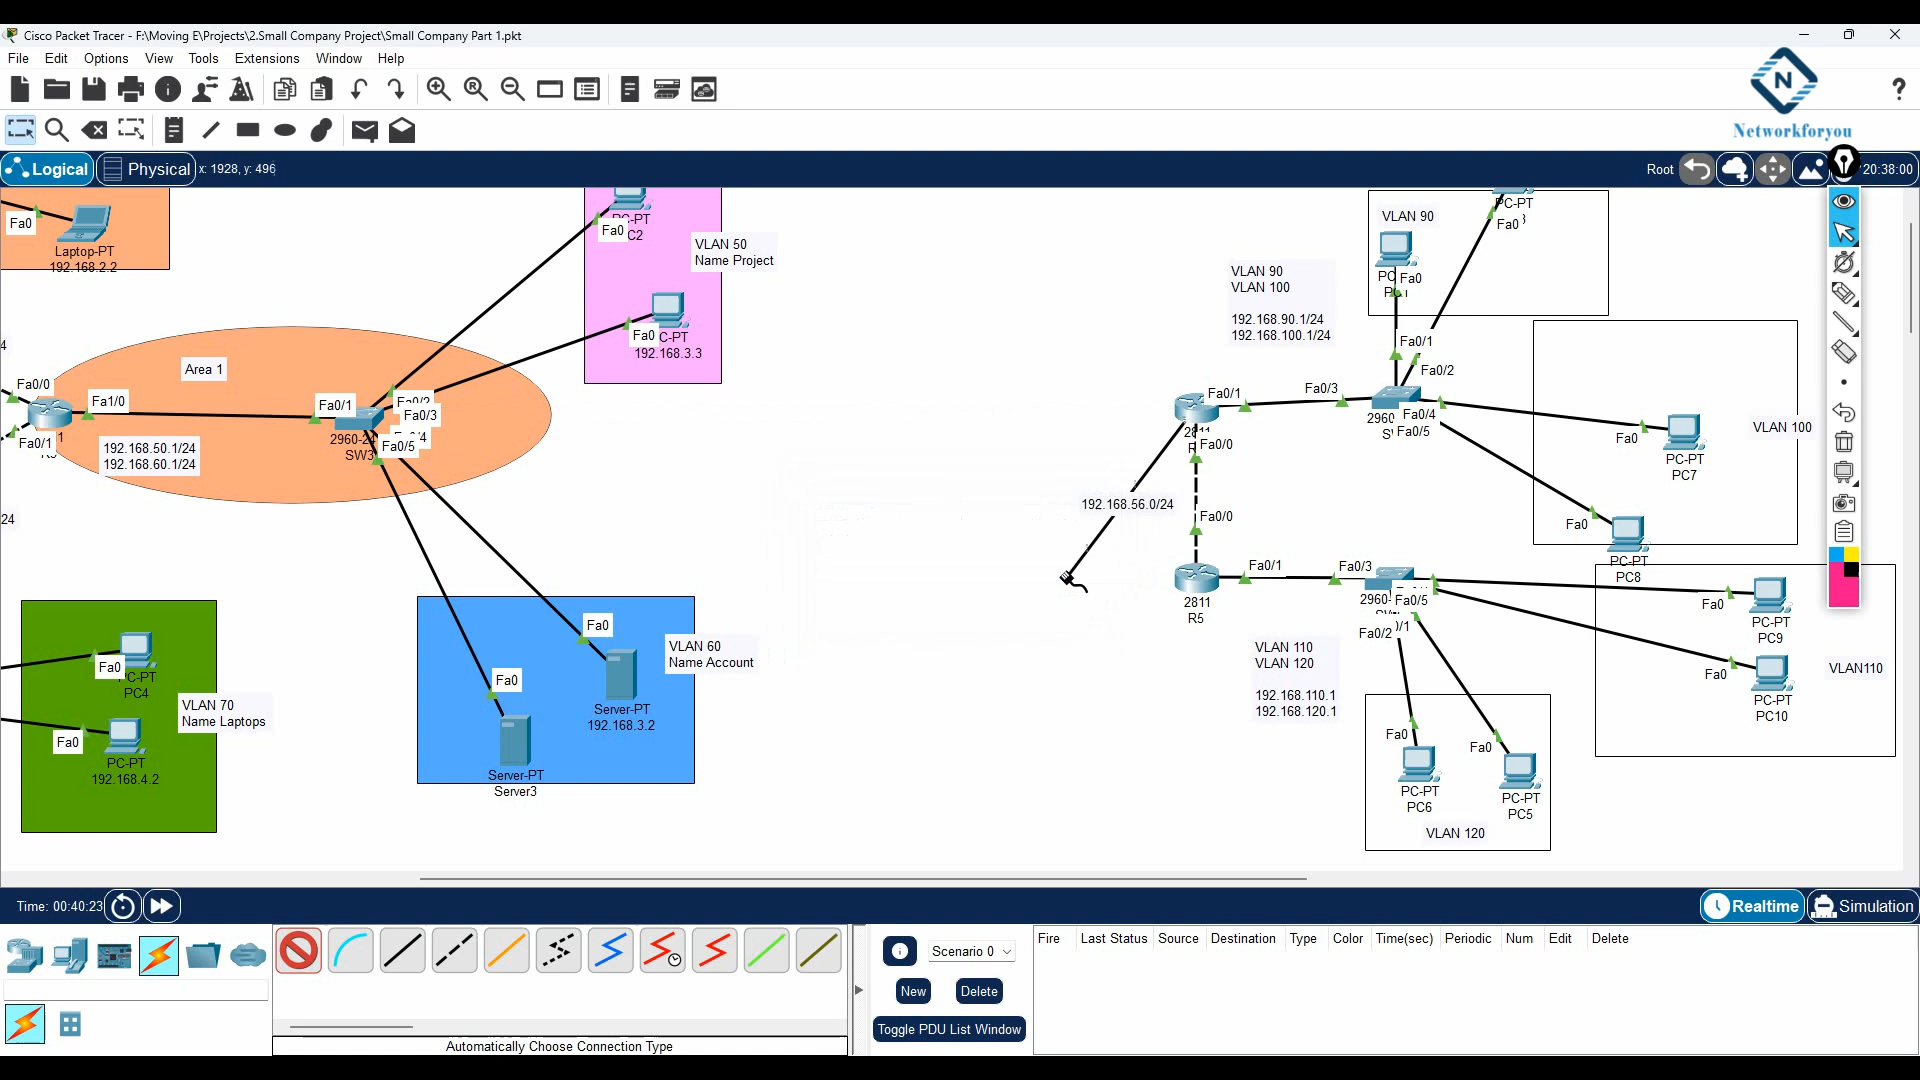 Cisco Packet Tracer - F:\Moving E\Projects\2.Small Company Project\Small Company Part 1.pkt
File Edit Options View Tools Extensions Window Help
Networkforyou
Logical
Physical
x: 1928, y: 496
Root
20:38:00
Fa0
Laptop-PT
192.168.2.2
Fa0
VLAN 50
Name Project
Fa0
C-PT
192.168.3.3
Area 1
Fa0/0
Fa1/0
Fa0/1
192.168.50.1/24
192.168.60.1/24
Fa0/1
Fa0/2
Fa0/3
Fa0/5
SW3
24
Fa0
PC4
Fa0
PC-PT
192.168.4.2
VLAN 70
Name Laptops
Fa0
Fa0
Server-PT
192.168.3.2
Server-PT
Server3
VLAN 60
Name Account
VLAN 90
VLAN 100
192.168.90.1/24
192.168.100.1/24
VLAN 90
Fa0
PC-PT
Fa0
Fa0/1
Fa0/2
Fa0/1
Fa0/3
Fa0/4
Fa0/5
2811
Fa0/0
192.168.56.0/24
Fa0/0
Fa0
PC-PT
PC7
VLAN 100
Fa0
PC-PT
PC8
Fa0/1
2811
R5
Fa0/3
Fa0/5
Fa0/2
VLAN 110
VLAN 120
192.168.110.1
192.168.120.1
Fa0
PC-PT
PC9
Fa0
PC-PT
PC10
VLAN110
Fa0
PC-PT
PC6
Fa0
PC-PT
PC5
VLAN 120
Time: 00:40:23
Realtime
Simulation
Scenario 0
New
Delete
Toggle PDU List Window
Fire Last Status Source Destination Type Color Time(sec) Periodic Num Edit Delete
Automatically Choose Connection Type